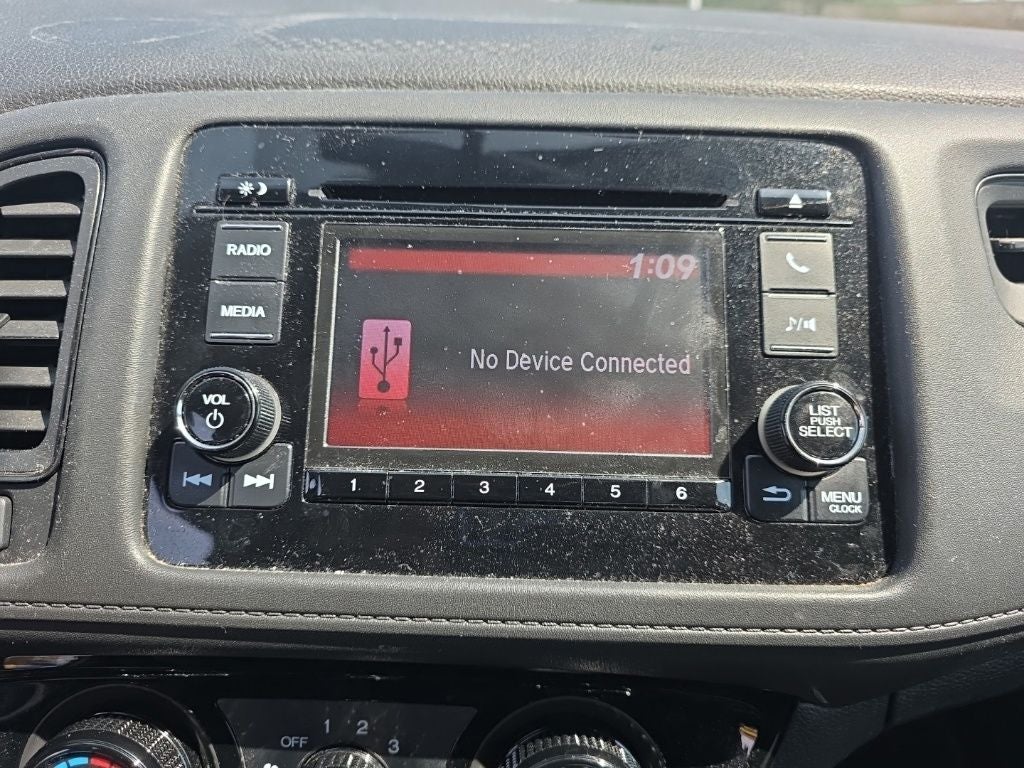 RADIO
MEDIA
VOL
1:09
No Device Connected
LIST
PUSH
SELECT
1 2 3 4 5 6
MENU
CLOCK
OFF 1 2 3